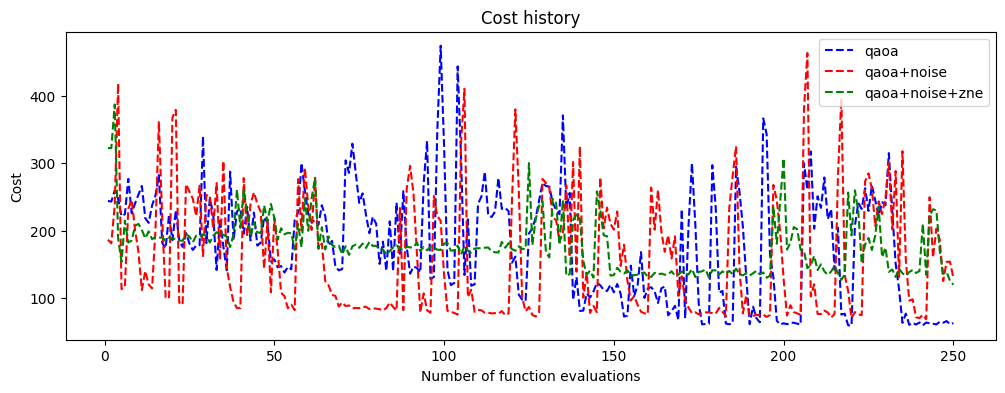 Cost history
Cost
400
300
200
100
qaoa
qaoa+noise
qaoa+noise+zne
0
50
100
150
200
250
Number of function evaluations